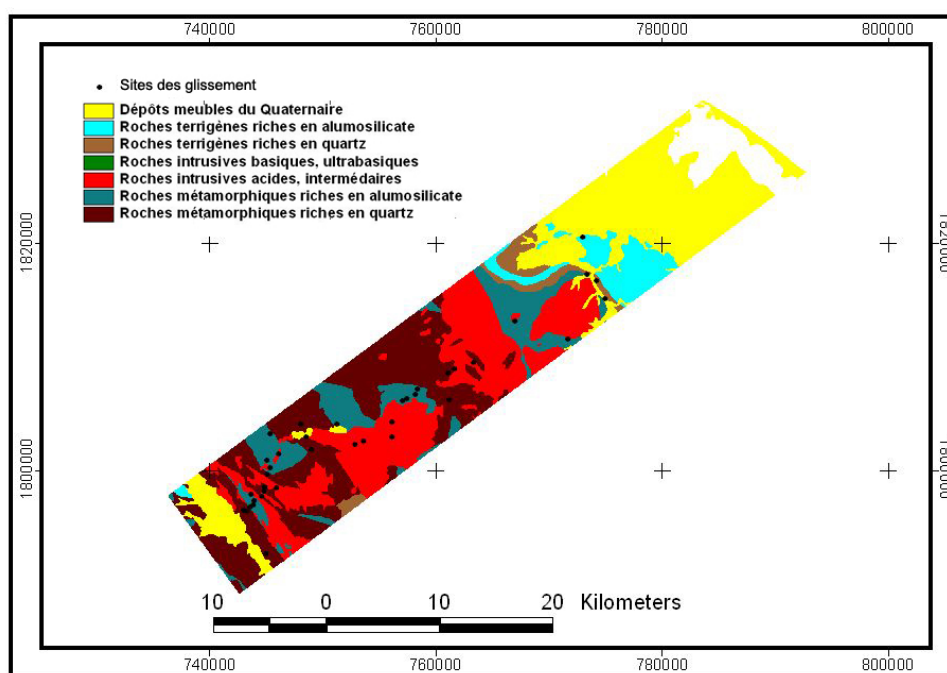 740000 760000 780000 800000
Sites des glissement
Dépôts meubles du Quaternaire
Roches terrigènes riches en alumosilicate
Roches terrigènes riches en quartz
Roches intrusives basiques, ultrabasiques
Roches intrusives acides, intermédaires
Roches métamorphiques riches en alumosilicate
Roches métamorphiques riches en quartz
1820000
1800000
10 0 10 20 Kilometers
740000 760000 780000 800000